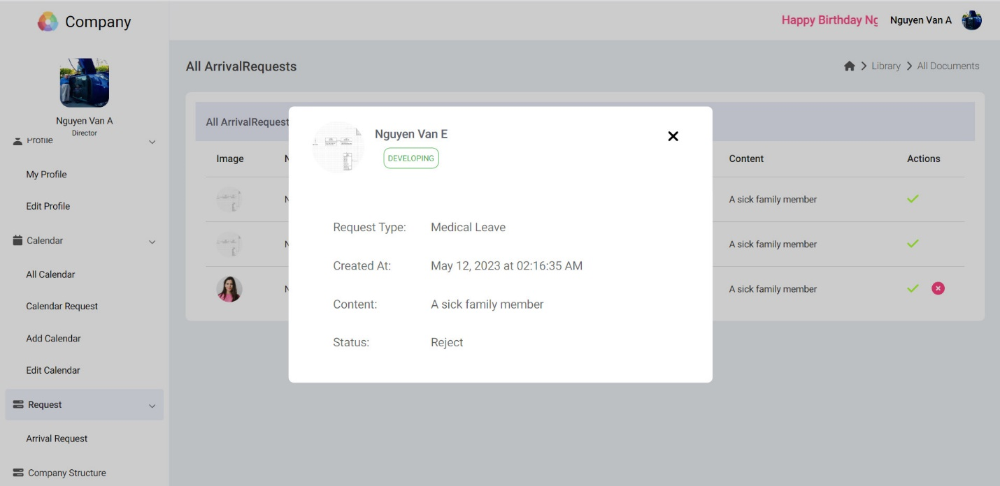 Company
Happy Birthday Ng
Nguyen Van A
Nguyen Van A
Director
Profile
My Profile
Edit Profile
Calendar
All Calendar
Calendar Request
Add Calendar
Edit Calendar
Request
Arrival Request
Company Structure
All ArrivalRequests
Library
All Documents
All ArrivalRequest
Image
N
Content
Actions
N
A sick family member
N
A sick family member
N
A sick family member
Nguyen Van E
DEVELOPING
Request Type: Medical Leave
Created At: May 12, 2023 at 02:16:35 AM
Content: A sick family member
Status: Reject